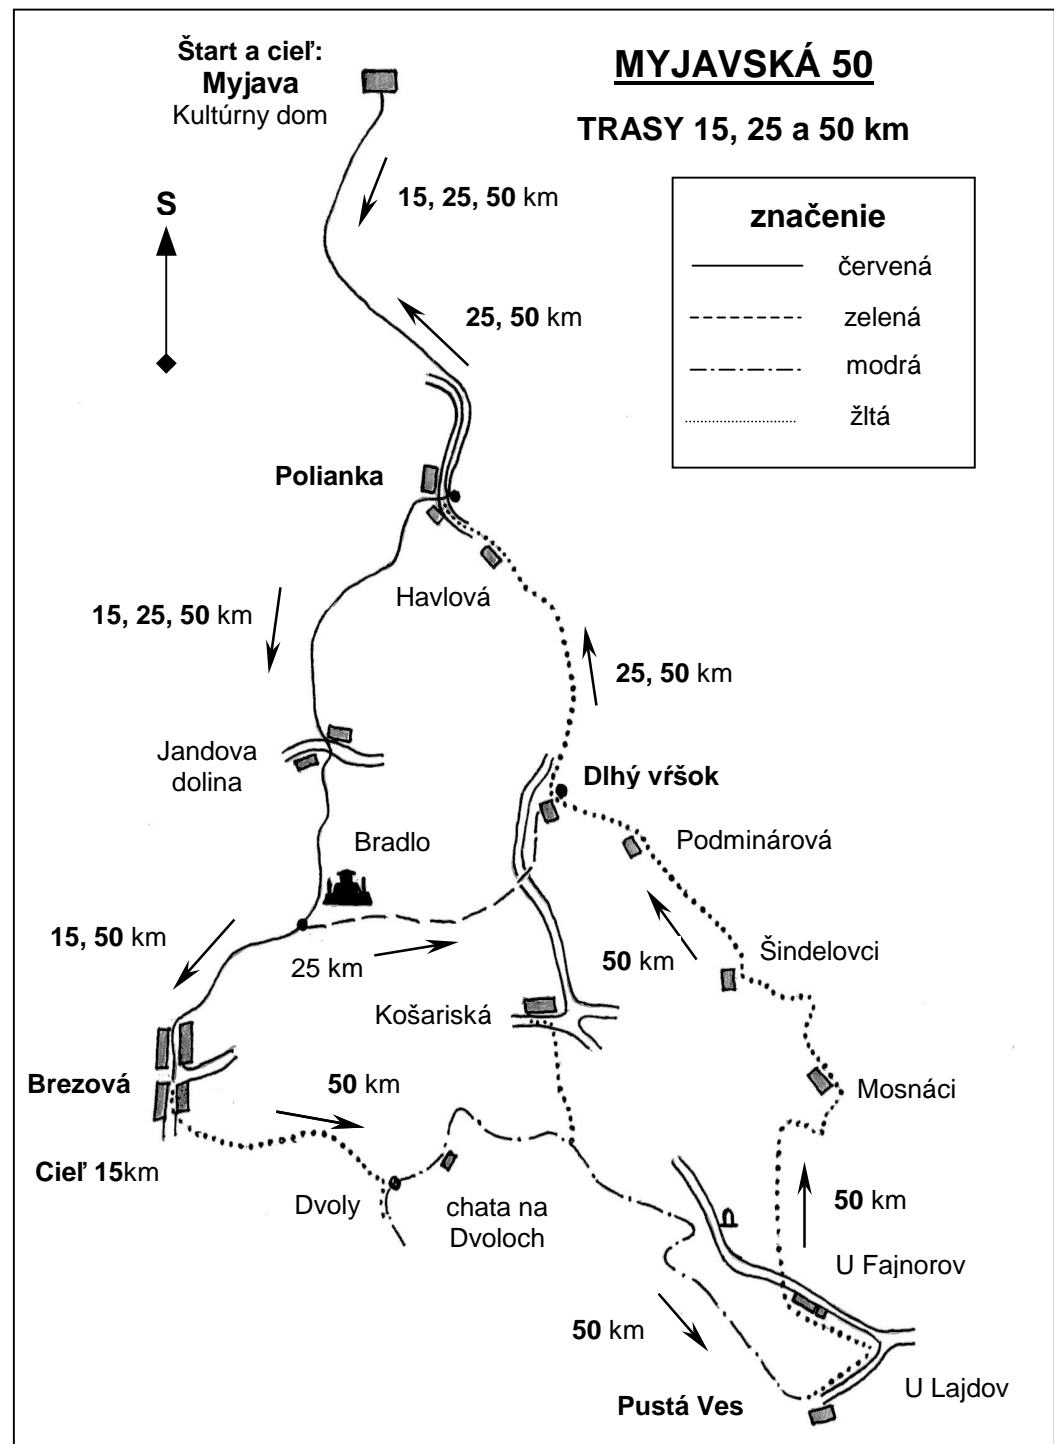 Štart a cieľ:
Myjava
Kultúrny dom
MYJAVSKÁ 50
TRASY 15, 25 a 50 km
S
15, 25, 50 km
značenie
červená
zelená
modrá
žltá
25, 50 km
Polianka
Havlová
15, 25, 50 km
25, 50 km
Jandova
dolina
Dlhý vŕšok
Bradlo
Podminárová
15, 50 km
25 km
50 km
Šindelovci
Košariská
Brezová
50 km
Mosnáci
Cieľ 15km
Dvoly
chata na
Dvoloch
50 km
U Fajnorov
50 km
U Lajdov
Pustá Ves